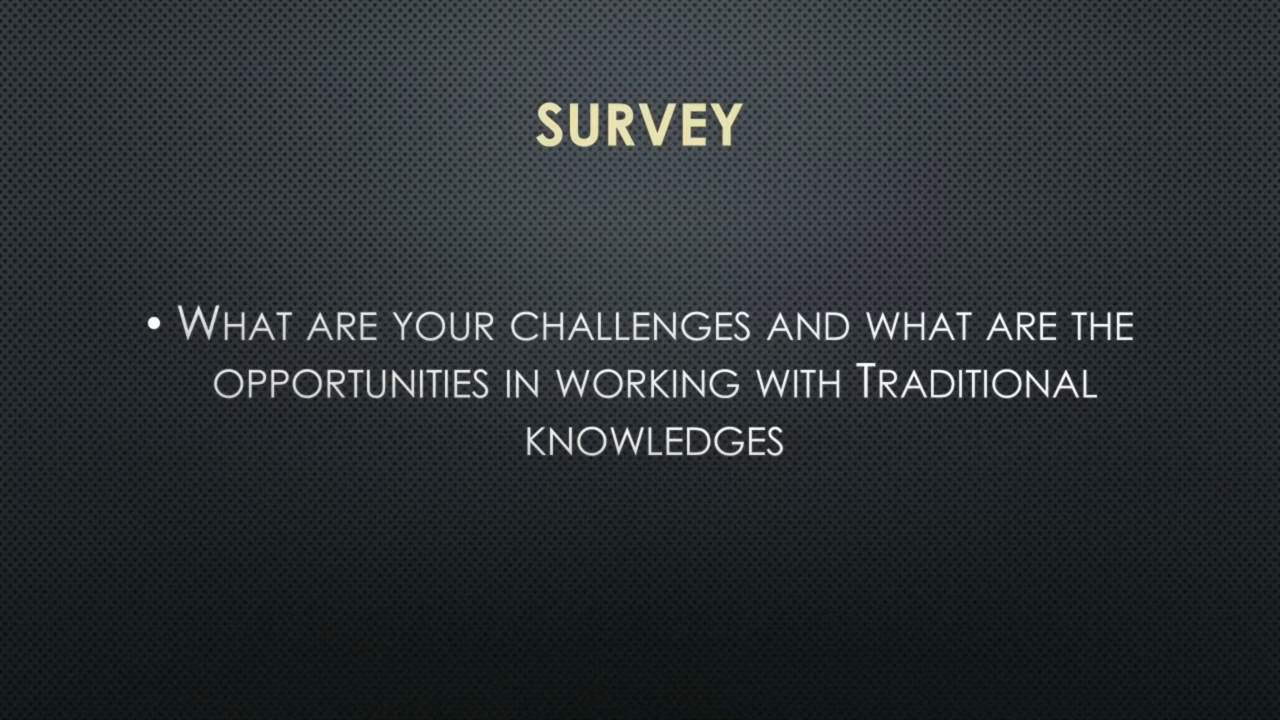 SURVEY
• What are your challenges and what are the
opportunities in working with Traditional
knowledges